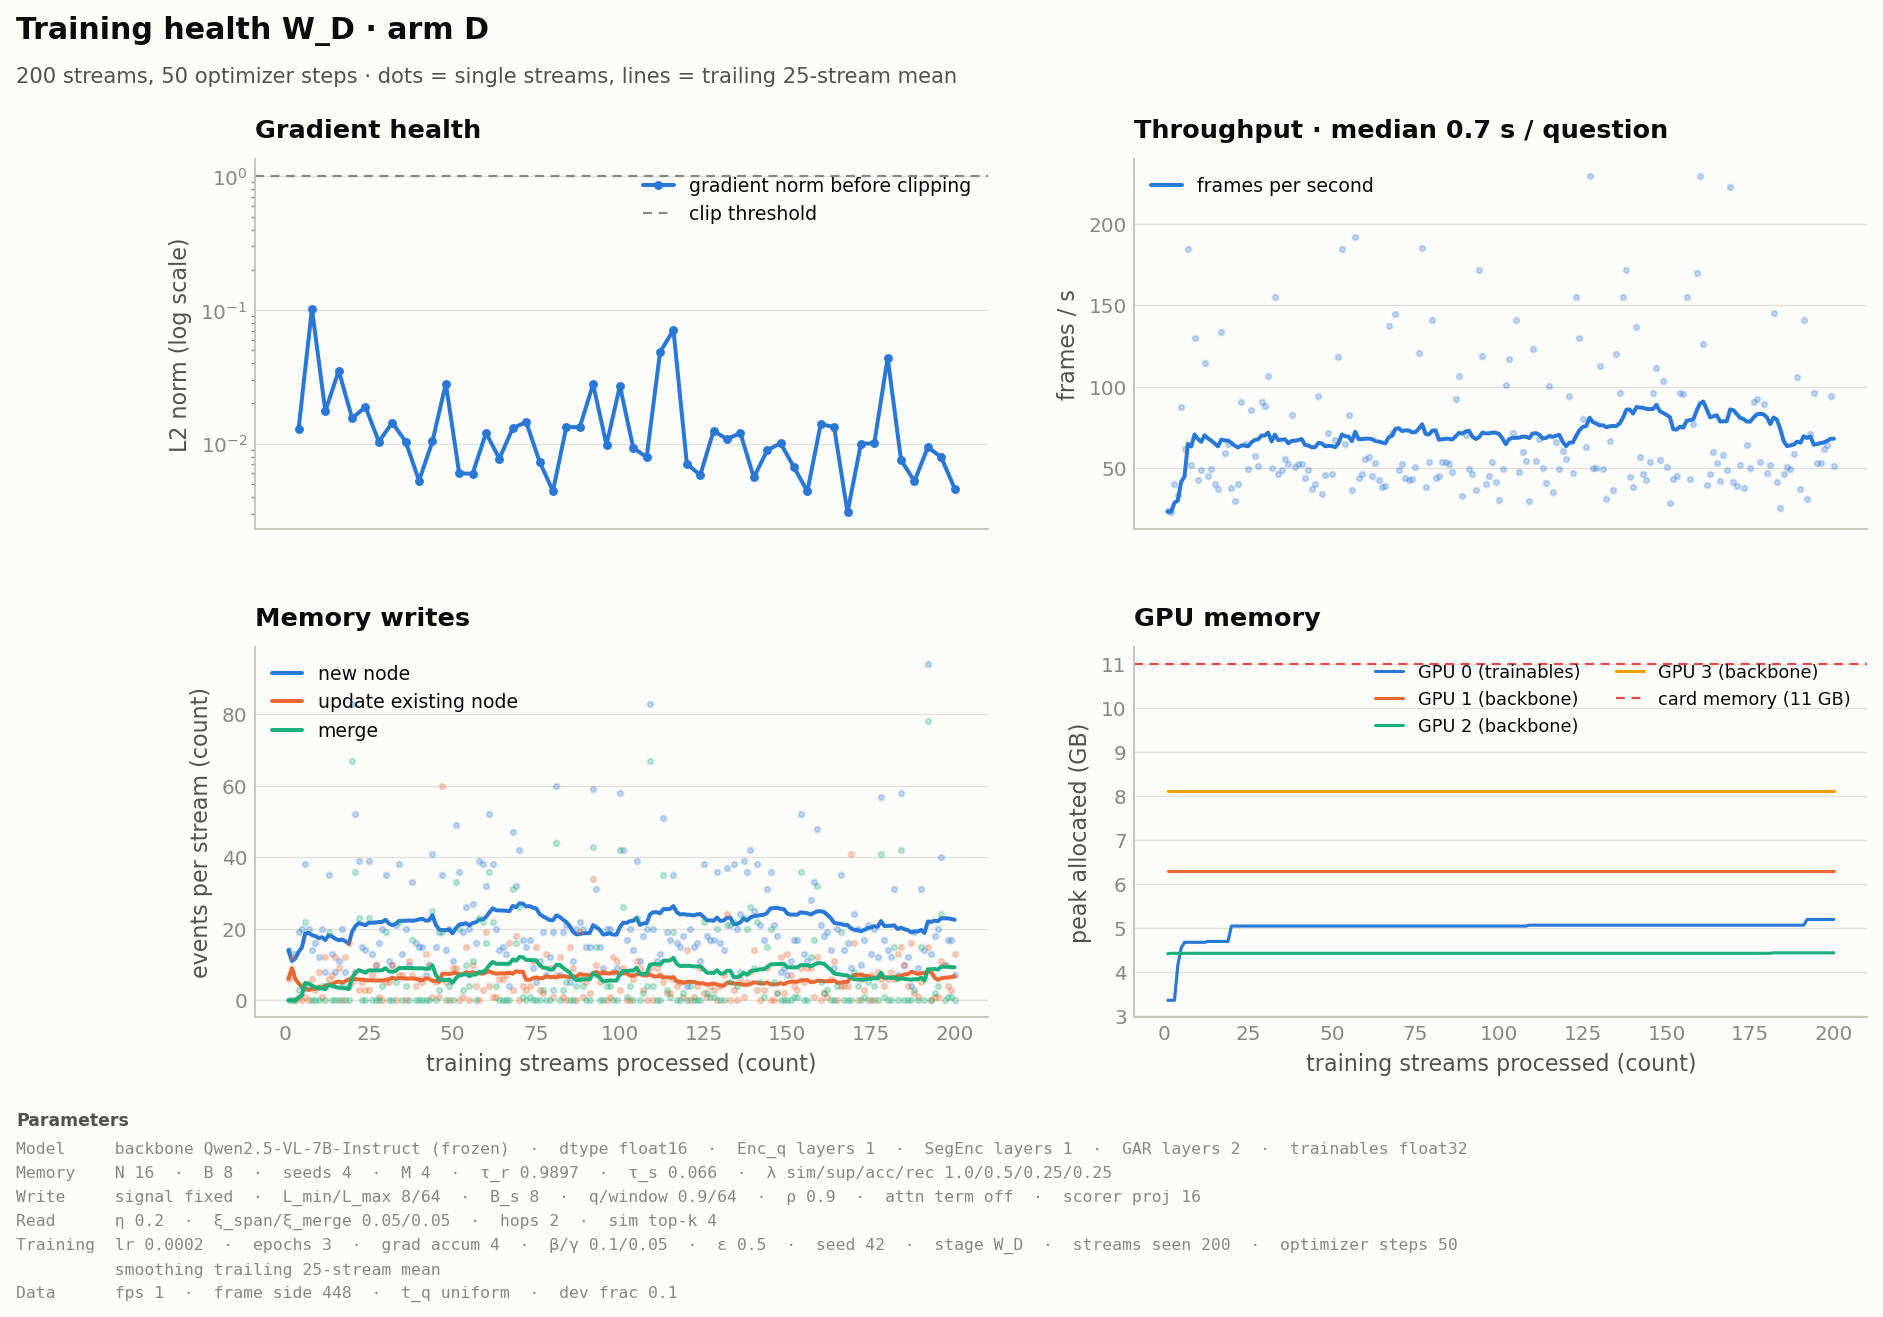 Training health W_D · arm D
200 streams, 50 optimizer steps · dots = single streams, lines = trailing 25-stream mean
Gradient health
L2 norm (log scale)
10⁰
10⁻¹
10⁻²
gradient norm before clipping
clip threshold
Throughput · median 0.7 s / question
frames / s
200
150
100
50
frames per second
Memory writes
events per stream (count)
80
60
40
20
0
new node
update existing node
merge
0 25 50 75 100 125 150 175 200
training streams processed (count)
GPU memory
peak allocated (GB)
11
10
9
8
7
6
5
4
3
GPU 0 (trainables)
GPU 1 (backbone)
GPU 2 (backbone)
GPU 3 (backbone)
card memory (11 GB)
0 25 50 75 100 125 150 175 200
training streams processed (count)
Parameters
Model backbone Qwen2.5-VL-7B-Instruct (frozen) · dtype float16 · Enc_q layers 1 · SegEnc layers 1 · GAR layers 2 · trainables float32
Memory N 16 · B 8 · seeds 4 · M 4 · τ_r 0.9897 · τ_s 0.066 · λ sim/sup/acc/rec 1.0/0.5/0.25/0.25
Write signal fixed · L_min/L_max 8/64 · B_s 8 · q/window 0.9/64 · ρ 0.9 · attn term off · scorer proj 16
Read η 0.2 · ξ_span/ξ_merge 0.05/0.05 · hops 2 · sim top-k 4
Training lr 0.0002 · epochs 3 · grad accum 4 · β/γ 0.1/0.05 · ε 0.5 · seed 42 · stage W_D · streams seen 200 · optimizer steps 50
smoothing trailing 25-stream mean
Data fps 1 · frame side 448 · t_q uniform · dev frac 0.1